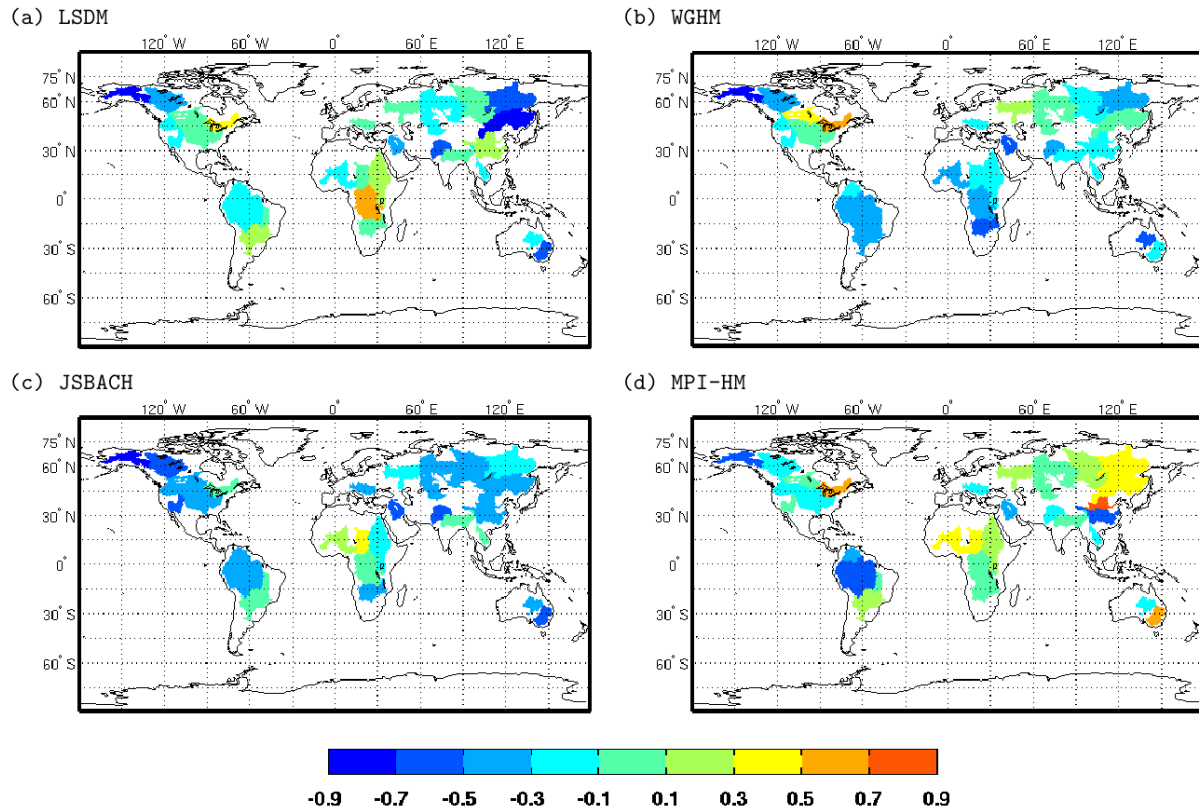 (a) LSDM
(b) WGHM
120° W 60° W 0° 60° E 120° E
120° W 60° W 0° 60° E 120° E
75° N
60° N
30° N
0°
30° S
60° S
75° N
60° N
30° N
0°
30° S
60° S
(c) JSBACH
(d) MPI-HM
120° W 60° W 0° 60° E 120° E
120° W 60° W 0° 60° E 120° E
75° N
60° N
30° N
0°
30° S
60° S
75° N
60° N
30° N
0°
30° S
60° S
-0.9 -0.7 -0.5 -0.3 -0.1 0.1 0.3 0.5 0.7 0.9